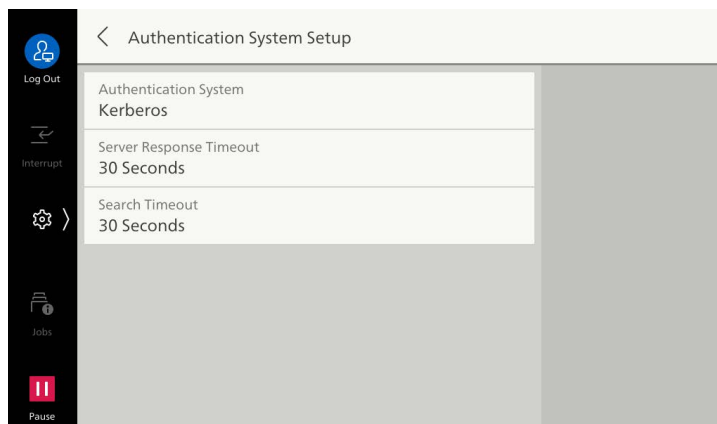 Authentication System Setup
Log Out
Authentication System
Kerberos
Server Response Timeout
30 Seconds
Interrupt
Search Timeout
30 Seconds
Jobs
Pause